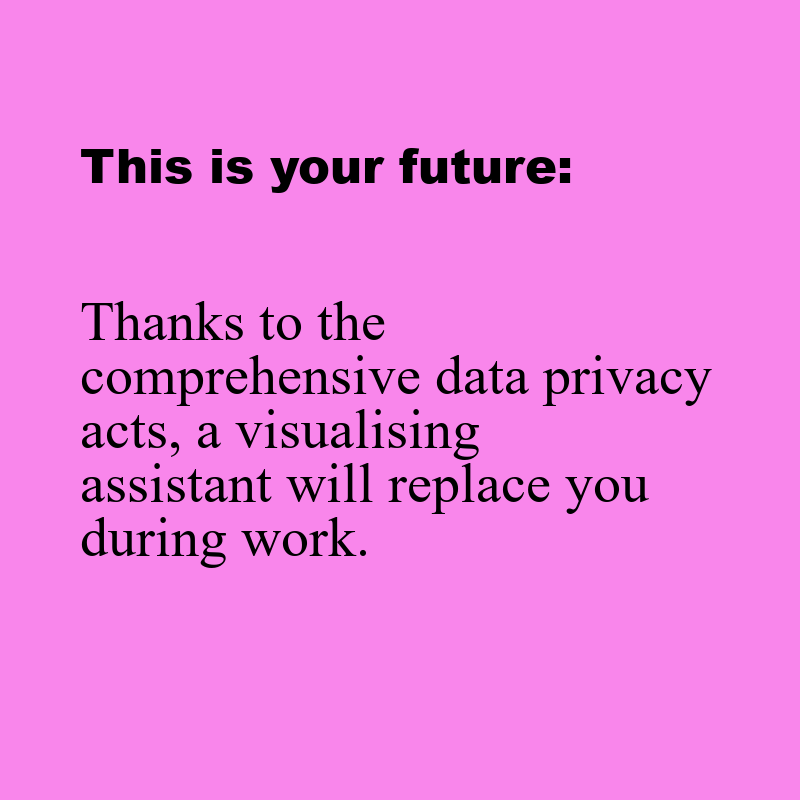 This is your future:
Thanks to the
comprehensive data privacy
acts, a visualising
assistant will replace you
during work.